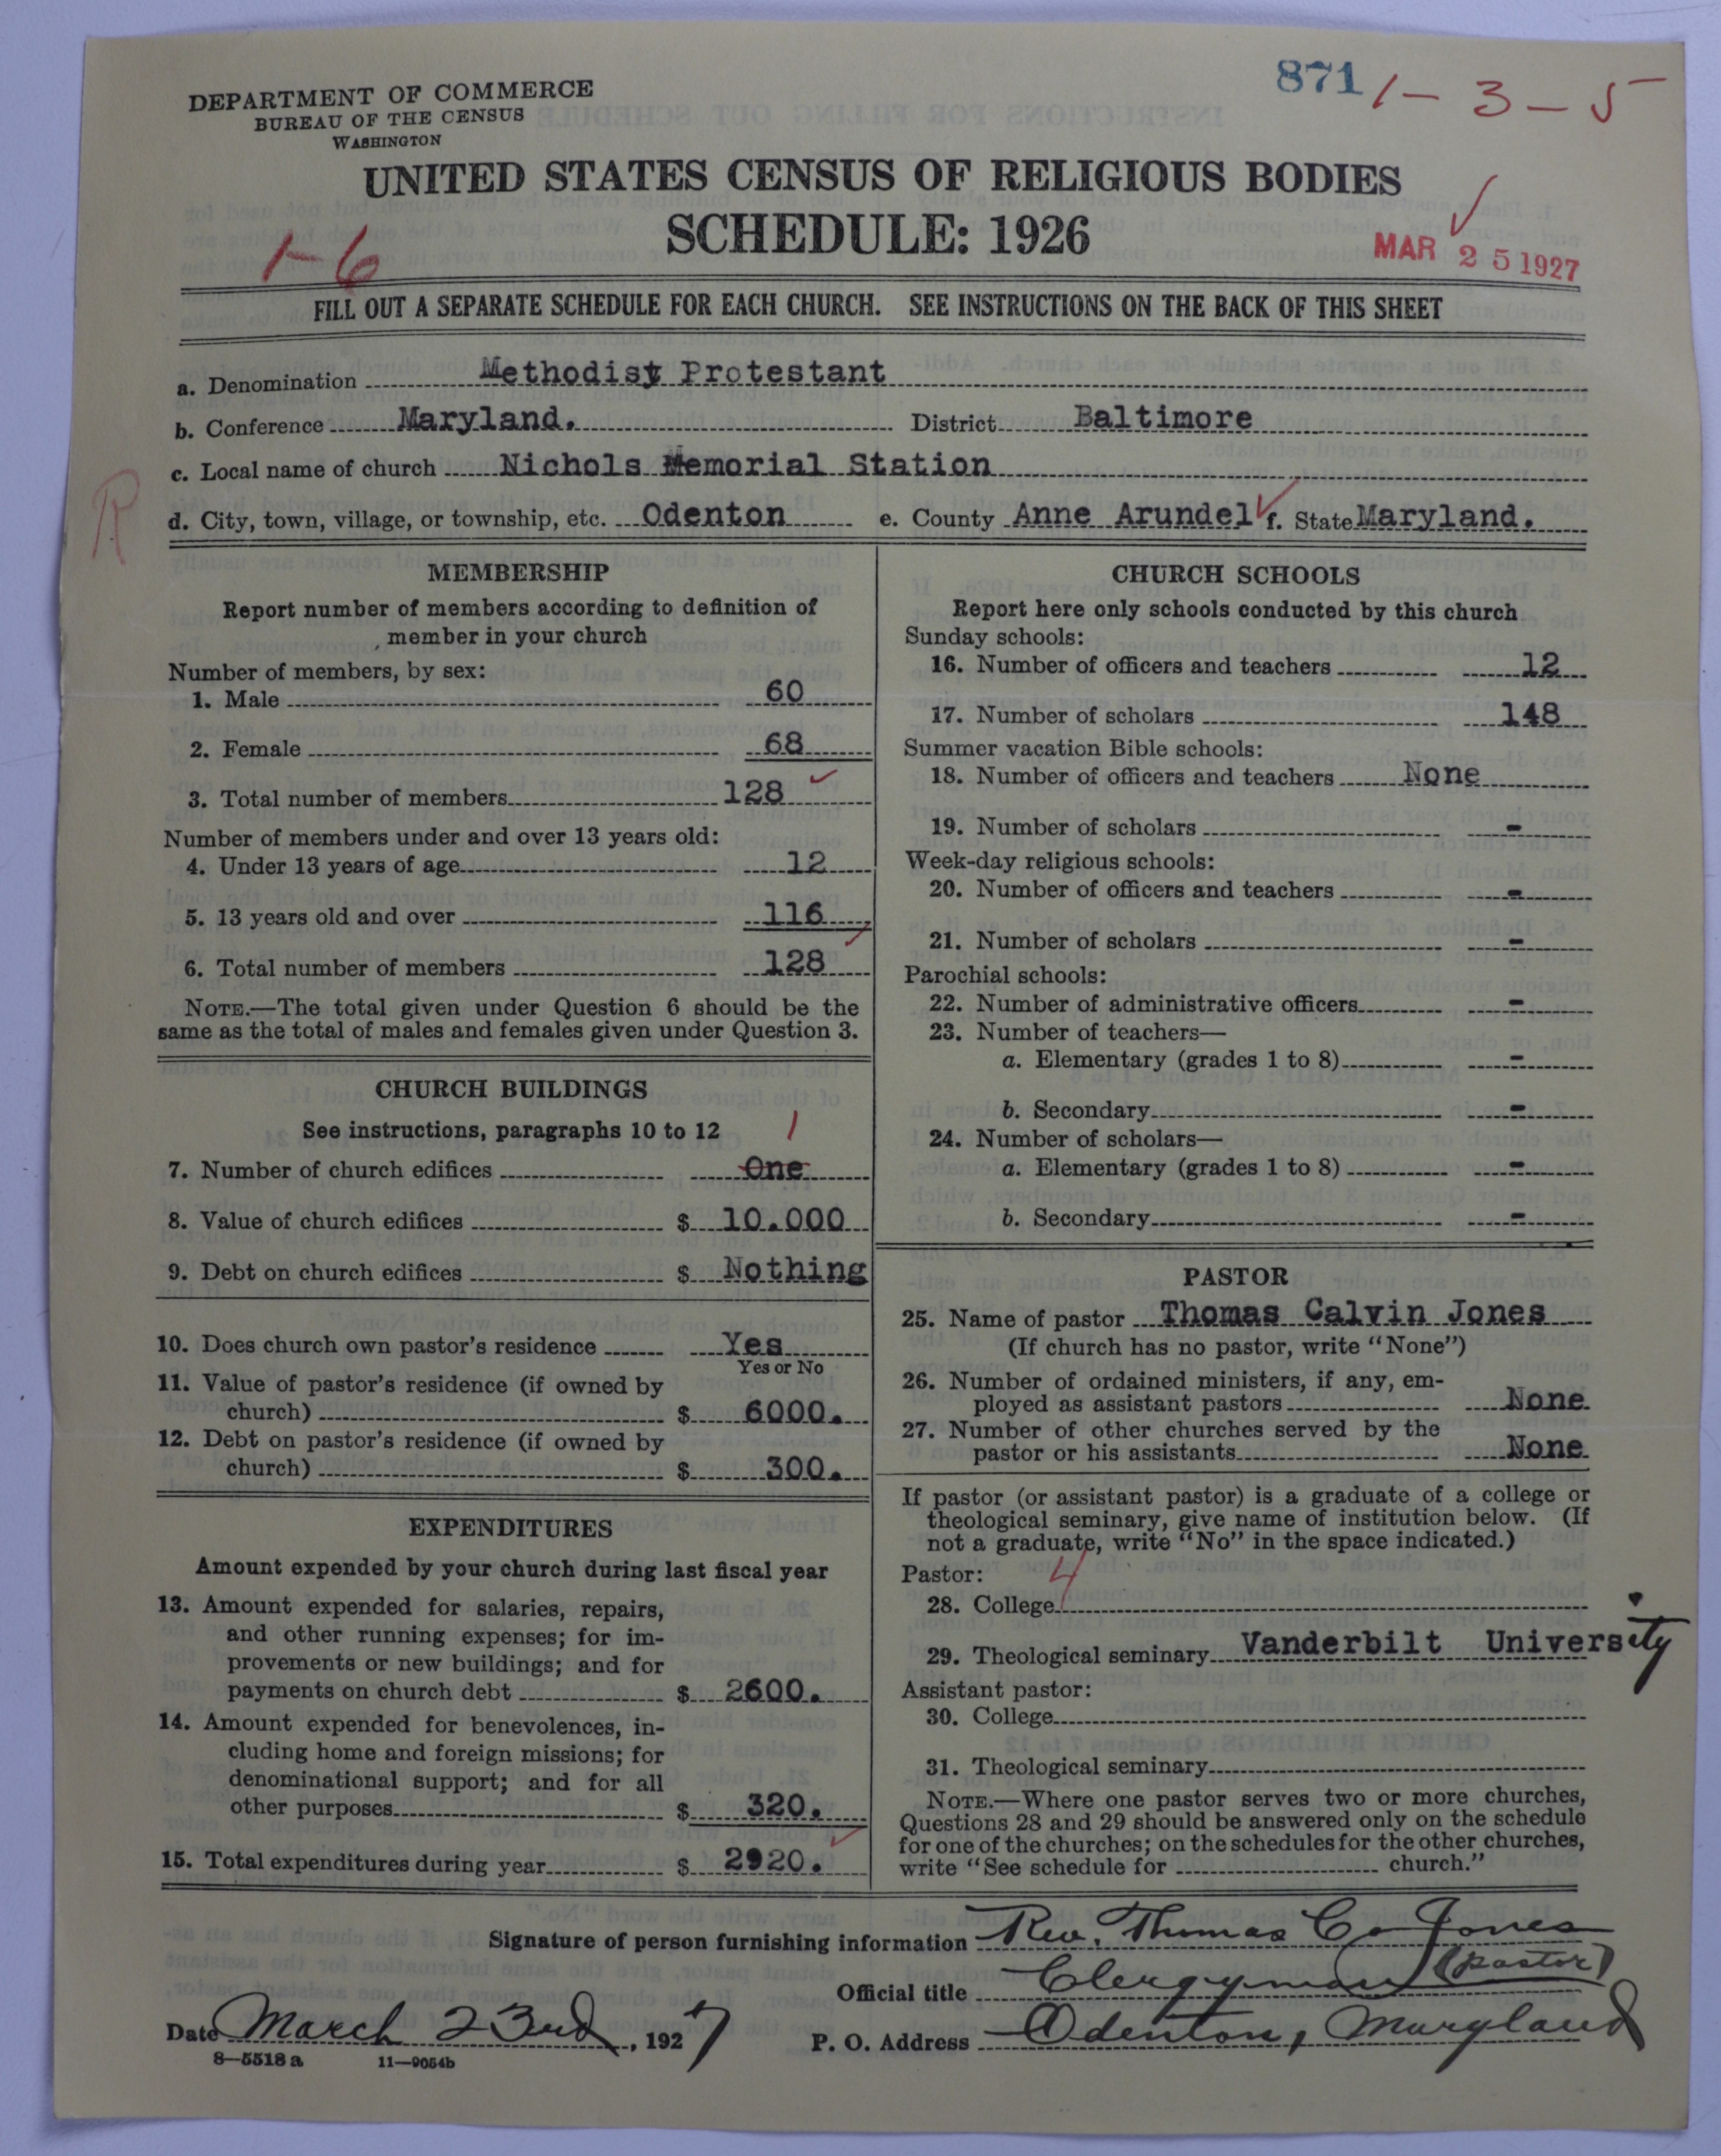 871 1-3-5
DEPARTMENT OF COMMERCE
BUREAU OF THE CENSUS
WASHINGTON
UNITED STATES CENSUS OF RELIGIOUS BODIES
SCHEDULE: 1926
1-6
MAR 25 1927
FILL OUT A SEPARATE SCHEDULE FOR EACH CHURCH. SEE INSTRUCTIONS ON THE BACK OF THIS SHEET
a. Denomination Methodist Protestant
b. Conference Maryland. District Baltimore
c. Local name of church Nichols Memorial Station
R
d. City, town, village, or township, etc. Odenton e. County Anne Arundel f. State Maryland.
MEMBERSHIP
Report number of members according to definition of
member in your church
Number of members, by sex:
1. Male 60
2. Female 68
3. Total number of members 128
Number of members under and over 13 years old:
4. Under 13 years of age 12
5. 13 years old and over 116
6. Total number of members 128
NOTE.—The total given under Question 6 should be the
same as the total of males and females given under Question 3.
CHURCH BUILDINGS
See instructions, paragraphs 10 to 12
1
7. Number of church edifices One
8. Value of church edifices $ 10.000
9. Debt on church edifices $ Nothing
10. Does church own pastor's residence Yes
Yes or No
11. Value of pastor's residence (if owned by
church) $ 6000.
12. Debt on pastor's residence (if owned by
church) $ 300.
EXPENDITURES
Amount expended by your church during last fiscal year
13. Amount expended for salaries, repairs,
and other running expenses; for im-
provements or new buildings; and for
payments on church debt $ 2600.
14. Amount expended for benevolences, in-
cluding home and foreign missions; for
denominational support; and for all
other purposes $ 320.
15. Total expenditures during year $ 2920.
CHURCH SCHOOLS
Report here only schools conducted by this church
Sunday schools:
16. Number of officers and teachers 12
17. Number of scholars 148
Summer vacation Bible schools:
18. Number of officers and teachers None
19. Number of scholars -
Week-day religious schools:
20. Number of officers and teachers -
21. Number of scholars -
Parochial schools:
22. Number of administrative officers -
23. Number of teachers—
a. Elementary (grades 1 to 8) -
b. Secondary -
24. Number of scholars—
a. Elementary (grades 1 to 8) -
b. Secondary -
PASTOR
25. Name of pastor Thomas Calvin Jones
(If church has no pastor, write "None")
26. Number of ordained ministers, if any, em-
ployed as assistant pastors None
27. Number of other churches served by the
pastor or his assistants None
If pastor (or assistant pastor) is a graduate of a college or
theological seminary, give name of institution below. (If
not a graduate, write "No" in the space indicated.)
Pastor: 4
28. College
29. Theological seminary Vanderbilt University
Assistant pastor:
30. College
31. Theological seminary
NOTE.—Where one pastor serves two or more churches,
Questions 28 and 29 should be answered only on the schedule
for one of the churches; on the schedules for the other churches,
write "See schedule for church."
Signature of person furnishing information Rev. Thomas C. Jones
Official title Clergyman (Pastor)
Date March 23rd, 1927 P. O. Address Odenton, Maryland
8-5518 a 11-9054b